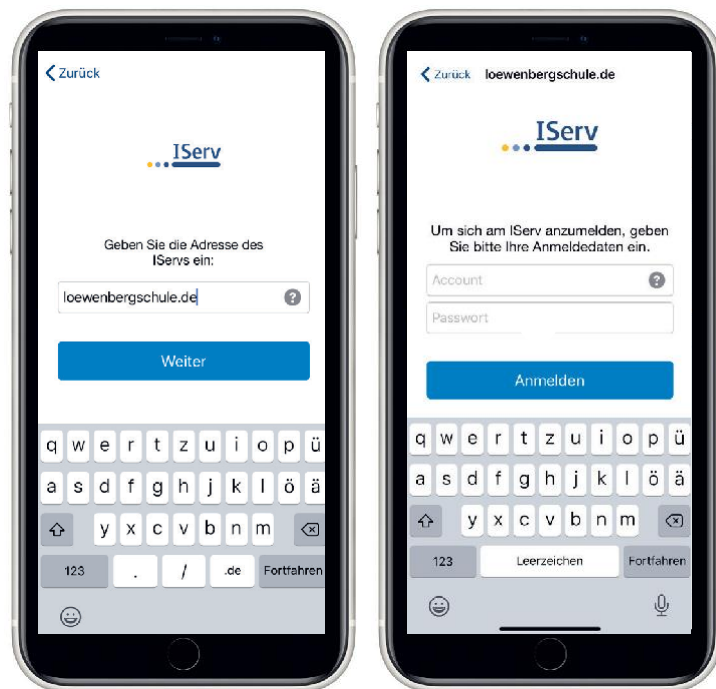 Zurück
IServ
Geben Sie die Adresse des
IServs ein:
loewenbergschule.de
?
Weiter
q w e r t z u i o p ü
a s d f g h j k l ö ä
y x c v b n m
123 . / .de Fortfahren
Zurück loewenbergschule.de
IServ
Um sich am IServ anzumelden, geben
Sie bitte Ihre Anmeldedaten ein.
Account ?
Passwort
Anmelden
q w e r t z u i o p ü
a s d f g h j k l ö ä
y x c v b n m
123 Leerzeichen Fortfahren